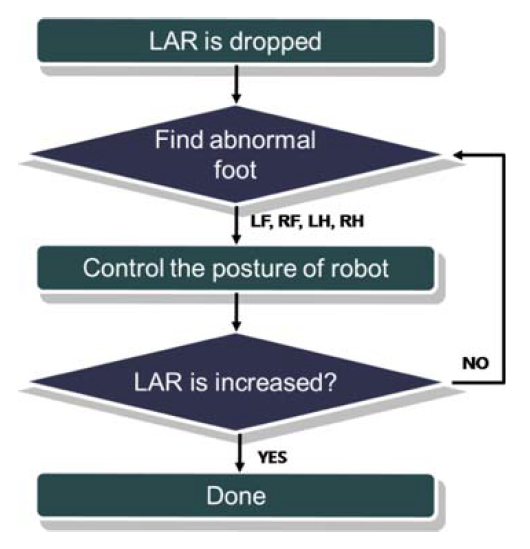 LAR is dropped
Find abnormal
foot
LF, RF, LH, RH
Control the posture of robot
LAR is increased?
NO
YES
Done